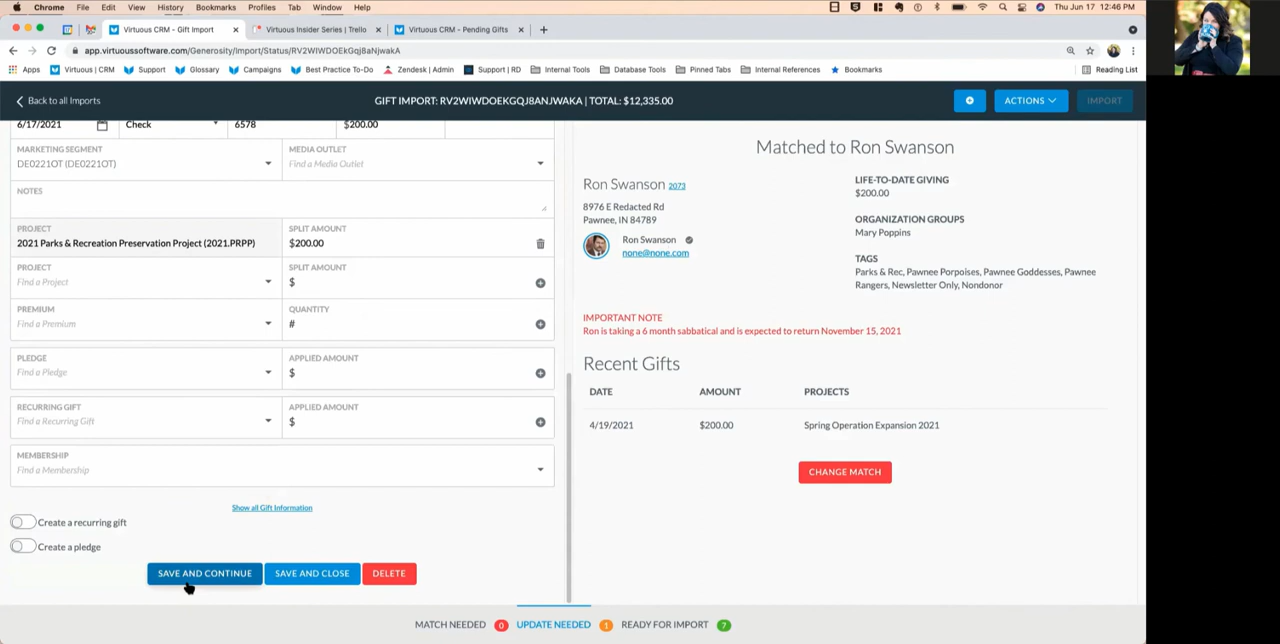 Chrome File Edit View History Bookmarks Profiles Tab Window Help Thu Jun 17 12:46 PM
Virtuous CRM - Gift Import Virtuous Insider Series | Trello Virtuous CRM - Pending Gifts
app.virtuoussoftware.com/Generosity/Import/Status/RV2WIWDOEkGqJ8ANJwakA
Apps Virtuous | CRM Support Glossary Campaigns Best Practice To-Do Zendesk | Admin Support | RD Internal Tools Database Tools Pinned Tabs Internal References Bookmarks Reading List
Back to all Imports GIFT IMPORT: RV2WIWDOEKGQJ8ANJWAKA | TOTAL: $12,335.00 ACTIONS IMPORT
6/17/2021 Check 6578 $200.00
MARKETING SEGMENT MEDIA OUTLET
DE0221OT (DE0221OT) Find a Media Outlet
NOTES
PROJECT SPLIT AMOUNT
2021 Parks & Recreation Preservation Project (2021.PRPP) $200.00
PROJECT SPLIT AMOUNT
Find a Project $
PREMIUM QUANTITY
Find a Premium #
PLEDGE APPLIED AMOUNT
Find a Pledge $
RECURRING GIFT APPLIED AMOUNT
Find a Recurring Gift $
MEMBERSHIP
Find a Membership
Show all Gift Information
Create a recurring gift
Create a pledge
SAVE AND CONTINUE SAVE AND CLOSE DELETE
Matched to Ron Swanson
Ron Swanson 2073
8976 E Redacted Rd
Pawnee, IN 84789
Ron Swanson
none@none.com
LIFE-TO-DATE GIVING
$200.00
ORGANIZATION GROUPS
Mary Poppins
TAGS
Parks & Rec, Pawnee Porpoises, Pawnee Goddesses, Pawnee
Rangers, Newsletter Only, Nondonor
IMPORTANT NOTE
Ron is taking a 6 month sabbatical and is expected to return November 15, 2021
Recent Gifts
DATE AMOUNT PROJECTS
4/19/2021 $200.00 Spring Operation Expansion 2021
CHANGE MATCH
MATCH NEEDED 0 UPDATE NEEDED 1 READY FOR IMPORT 7